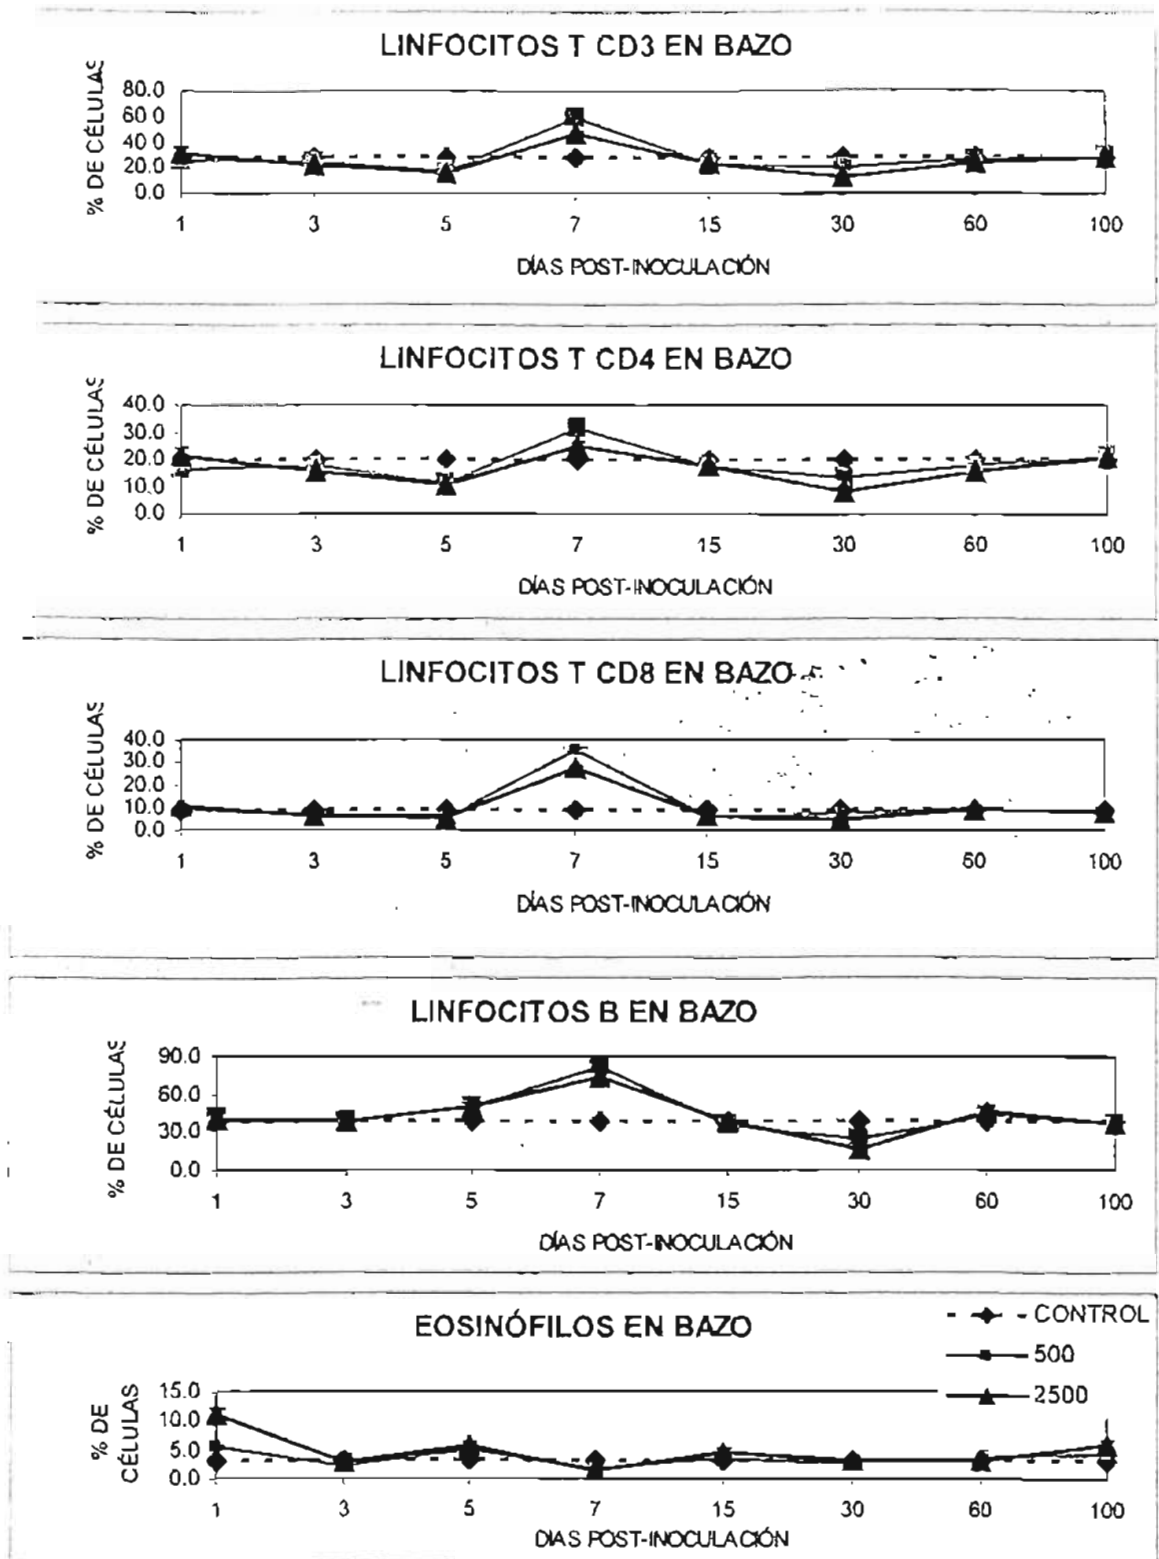 LINFOCITOS T CD3 EN BAZO
% DE CÉLULAS
80.0
60.0
40.0
20.0
0.0
1 3 5 7 15 30 60 100
DÍAS POST-INOCULACIÓN
LINFOCITOS T CD4 EN BAZO
% DE CÉLULAS
40.0
30.0
20.0
10.0
0.0
1 3 5 7 15 30 60 100
DÍAS POST-INOCULACIÓN
LINFOCITOS T CD8 EN BAZO
% DE CÉLULAS
40.0
30.0
20.0
10.0
0.0
1 3 5 7 15 30 60 100
DÍAS POST-INOCULACIÓN
LINFOCITOS B EN BAZO
% DE CÉLULAS
90.0
60.0
30.0
0.0
1 3 5 7 15 30 60 100
DÍAS POST-INOCULACIÓN
EOSINÓFILOS EN BAZO
CONTROL
500
2500
% DE
CÉLULAS
15.0
10.0
5.0
0.0
1 3 5 7 15 30 60 100
DIAS POST-INOCULACIÓN